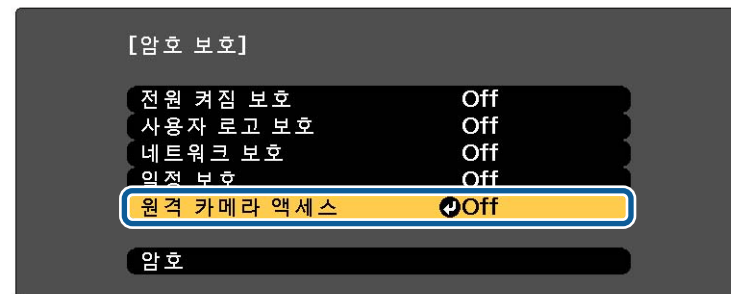 [암호 보호]
전원 켜짐 보호 Off
사용자 로고 보호 Off
네트워크 보호 Off
일정 보호 Off
원격 카메라 액세스 Off
암호